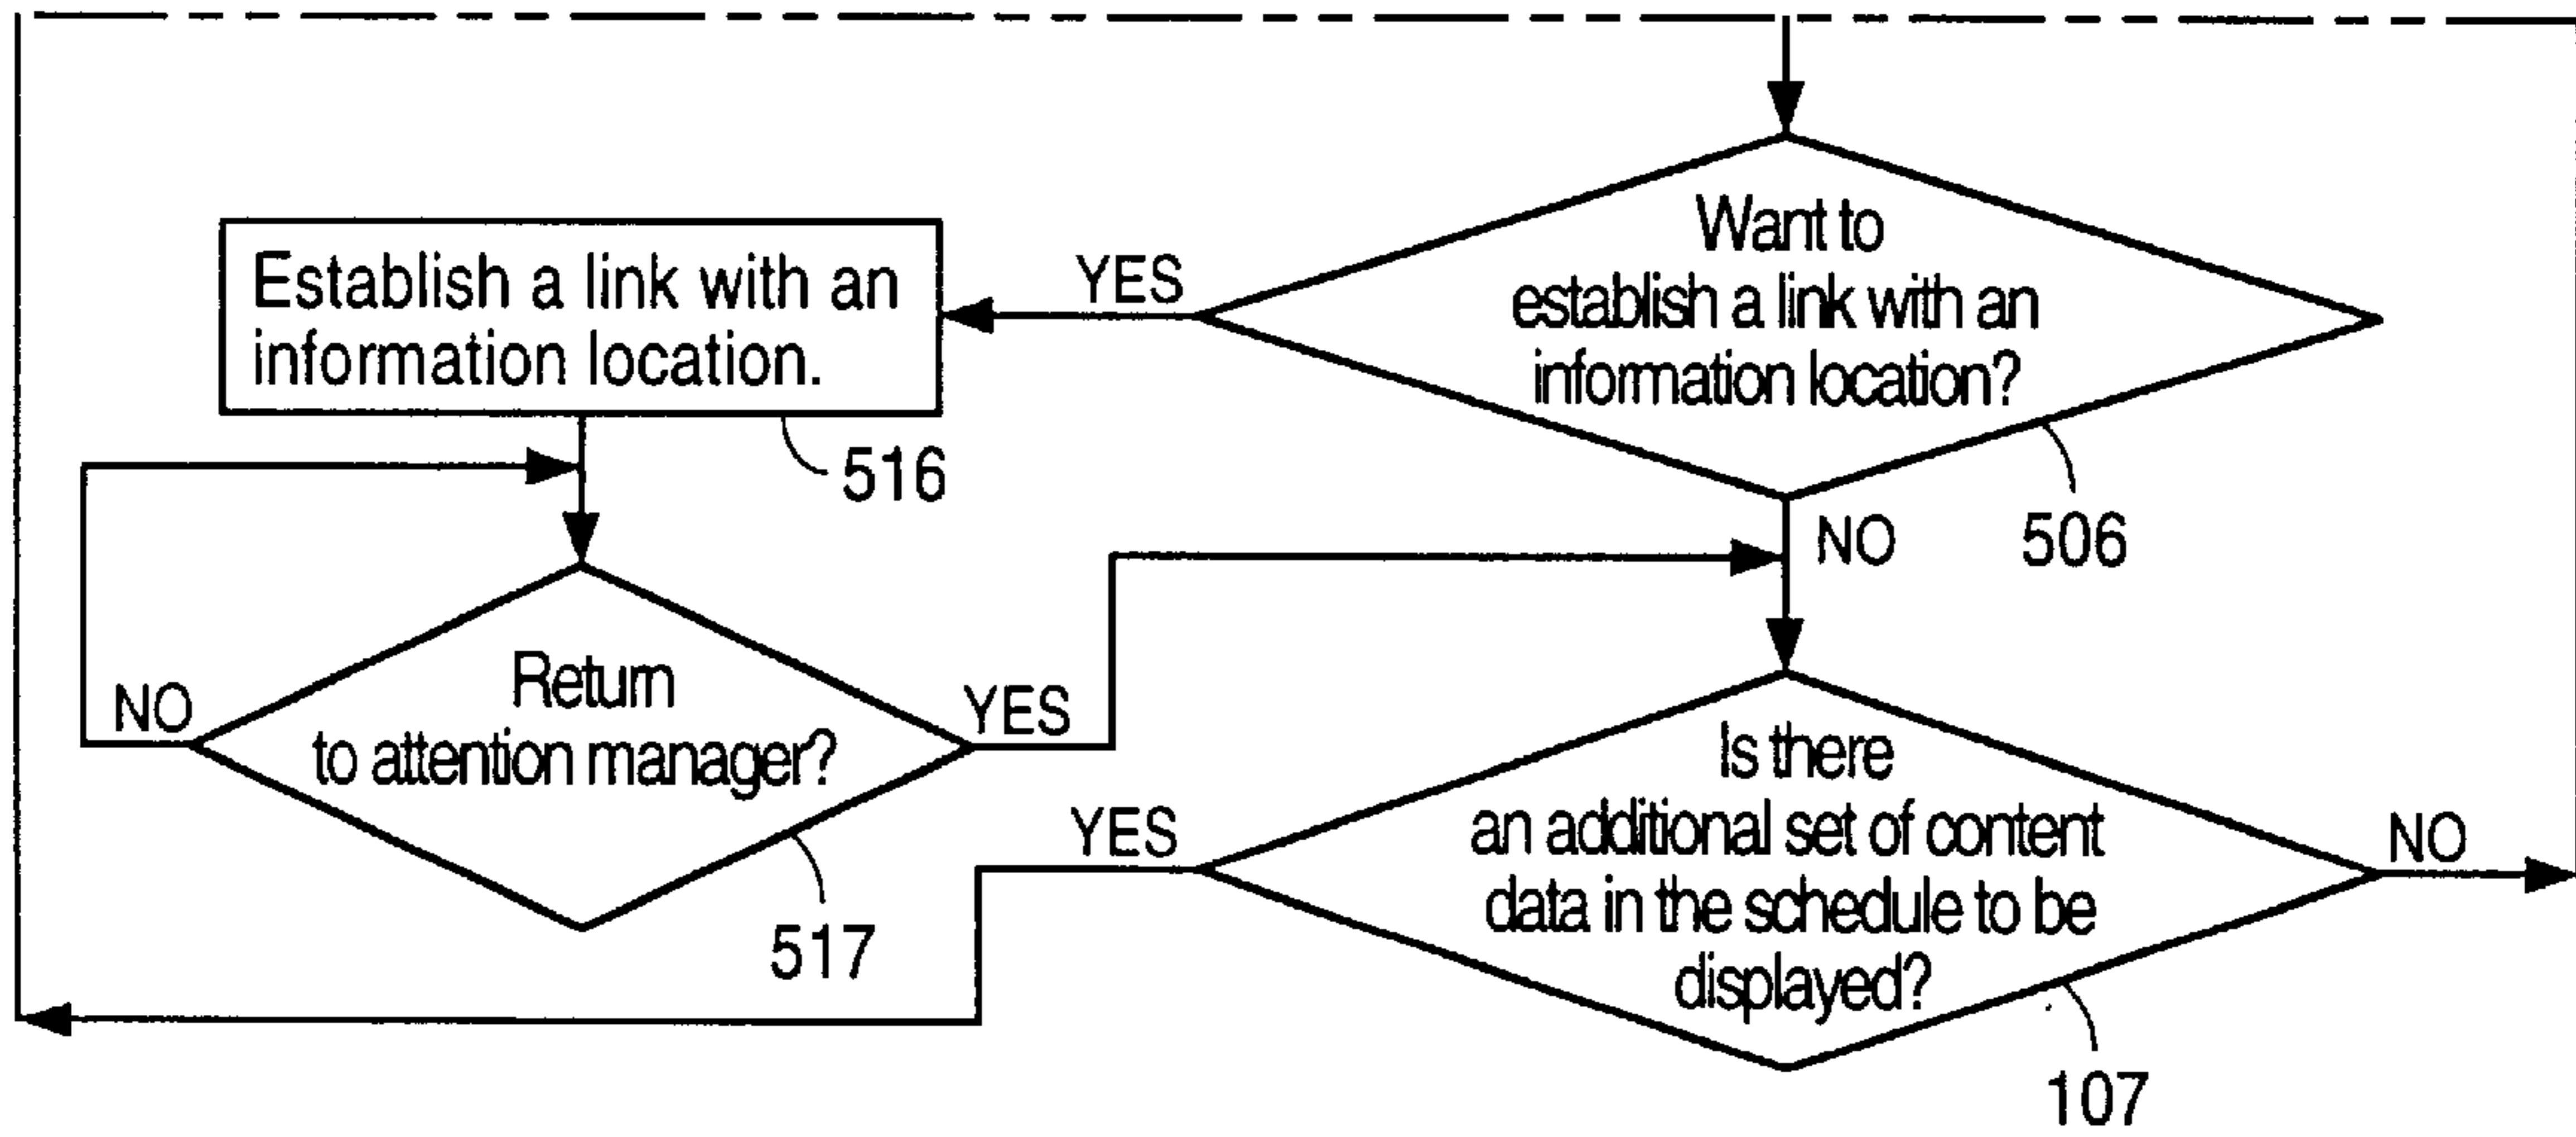 Want to
establish a link with an
information location?
YES
Establish a link with an
information location.
516
506
NO
Return
to attention manager?
NO
YES
517
Is there
an additional set of content
data in the schedule to be
displayed?
YES
NO
107